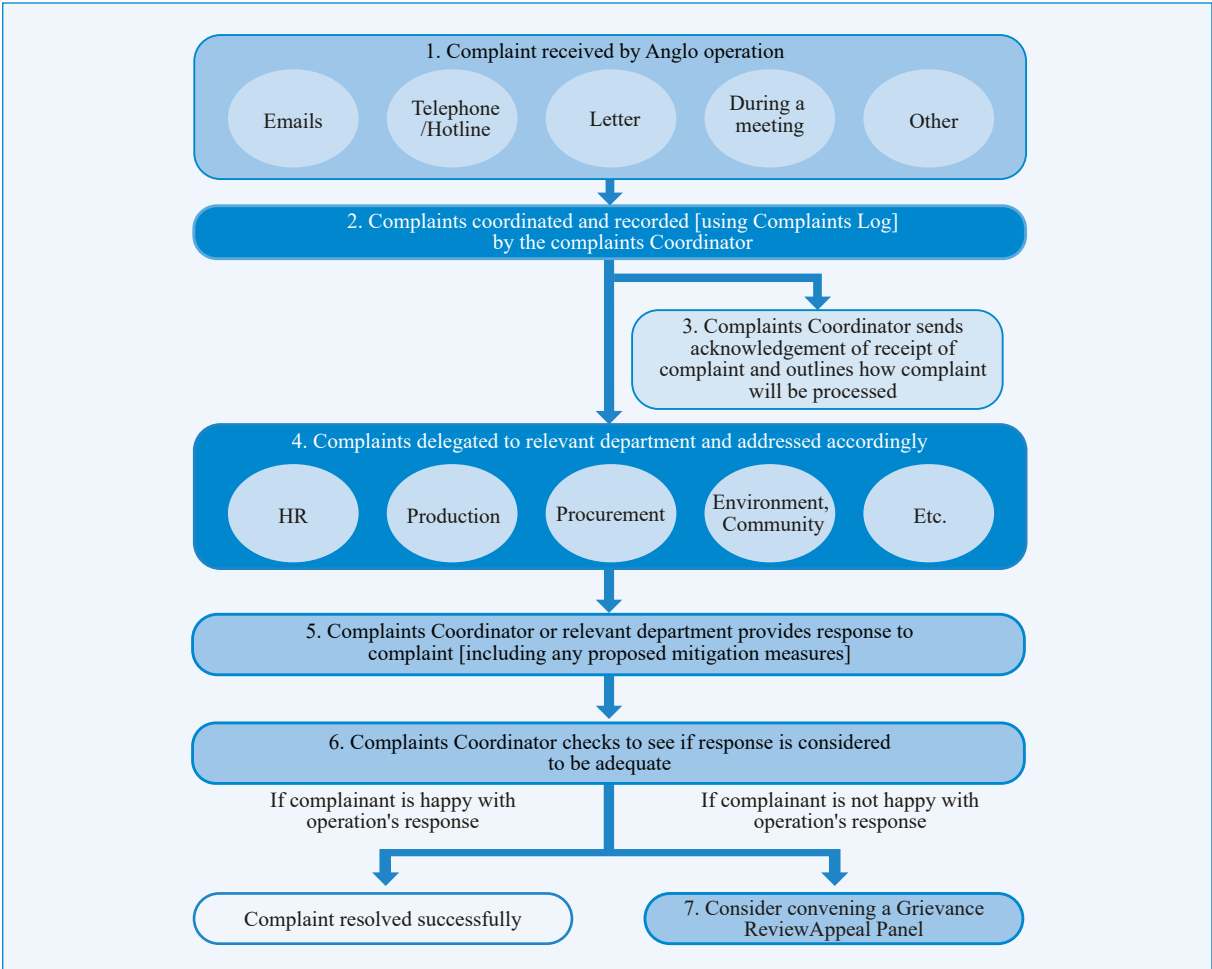 1. Complaint received by Anglo operation
Emails
Telephone
/Hotline
Letter
During a
meeting
Other
2. Complaints coordinated and recorded [using Complaints Log]
by the complaints Coordinator
3. Complaints Coordinator sends
acknowledgement of receipt of
complaint and outlines how complaint
will be processed
4. Complaints delegated to relevant department and addressed accordingly
HR
Production
Procurement
Environment,
Community
Etc.
5. Complaints Coordinator or relevant department provides response to
complaint [including any proposed mitigation measures]
6. Complaints Coordinator checks to see if response is considered
to be adequate
If complainant is happy with
operation's response
If complainant is not happy with
operation's response
Complaint resolved successfully
7. Consider convening a Grievance
ReviewAppeal Panel